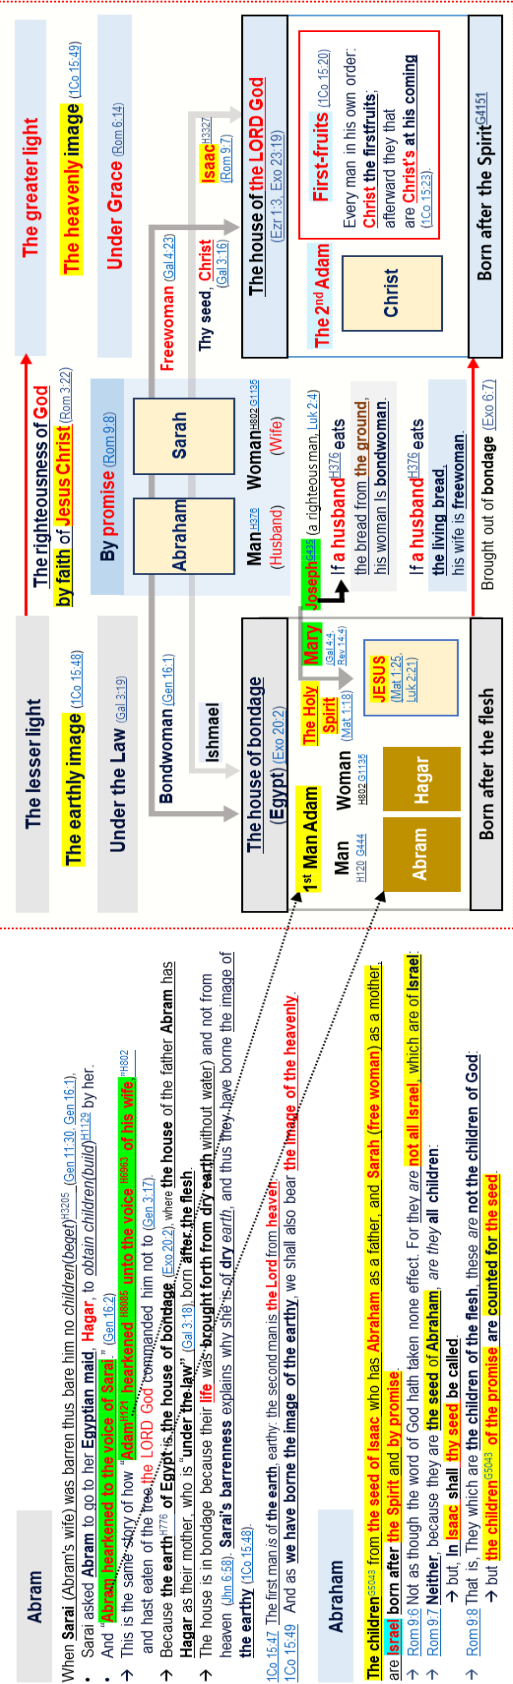 Abram
When Sarai (Abram's wife) was barren thus bare him no children(beget)H3205 (Gen 11:30, Gen 16:1),
• Sarai asked Abram to go to her Egyptian maid, Hagar, to obtain children(build)H1129 by her.
• And "Abram hearkened to the voice of Sarai." (Gen 16:2)
→ This is the same story of how "AdamH121 hearkened H8085 unto the voice H6963 of his wife,"H802
and hast eaten of the tree, the LORD God commanded him not to (Gen 3:17).
→ Because the earthH776 of Egypt is the house of bondage (Exo 20:2), where the house of the father Abram has
Hagar as their mother, who is "under the law" (Gal 3:18), born after the flesh.
→ The house is in bondage because their life was brought forth from dry earth without water) and not from
heaven (Jhn 6:58). Sarai's barrenness explains why she is of dry earth, and thus they have borne the image of
the earthy (1Co 15:48).
1Co 15:47 The first man is of the earth, earthy: the second man is the Lord from heaven.
1Co 15:49 And as we have borne the image of the earthy, we shall also bear the image of the heavenly.
Abraham
The childrenG5043 from the seed of Isaac who has Abraham as a father, and Sarah (free woman) as a mother,
are Israel born after the Spirit and by promise.
→ Rom 9:6 Not as though the word of God hath taken none effect. For they are not all Israel, which are of Israel:
→ Rom 9:7 Neither, because they are the seed of Abraham, are they all children:
→ but, In Isaac shall thy seed be called.
→ Rom 9:8 That is, They which are the children of the flesh, these are not the children of God:
→ but the childrenG5043 of the promise are counted for the seed.
The lesser light
The righteousness of God
by faith of Jesus Christ (Rom 3:22)
The greater light
The earthly image (1Co 15:48)
The heavenly image (1Co 15:49)
Under the Law (Gal 3:19)
By promise (Rom 9:8)
Under Grace (Rom 6:14)
Bondwoman (Gen 16:1)
Abraham
Sarah
Freewoman (Gal 4:23)
Ishmael
Thy seed, Christ
(Gal 3:16)
IsaacH3327
(Rom 9:7)
The house of bondage
(Egypt) (Exo 20:2)
Man H376
(Husband)
WomanH802 G1135
(Wife)
The house of the LORD God
(Ezr 1:3, Exo 23:19)
1st Man Adam
The Holy
Spirit
(Mat 1:18)
Mary
(Gal 4:4,
Rev 14:4)
JosephG435 (a righteous man, Luk 2:4)
Man
H120 G444
Woman
H802 G1135
JESUS
(Mat 1:25,
Luk 2:21)
Abram
Hagar
If a husbandH376 eats
the bread from the ground,
his woman Is bondwoman.
If a husbandH376 eats
the living bread,
his wife is freewoman.
The 2nd Adam
Christ
First-fruits (1Co 15:20)
Every man in his own order:
Christ the firstfruits;
afterward they that
are Christ's at his coming
(1Co 15:23).
Born after the flesh
Brought out of bondage (Exo 6:7)
Born after the SpiritG4151